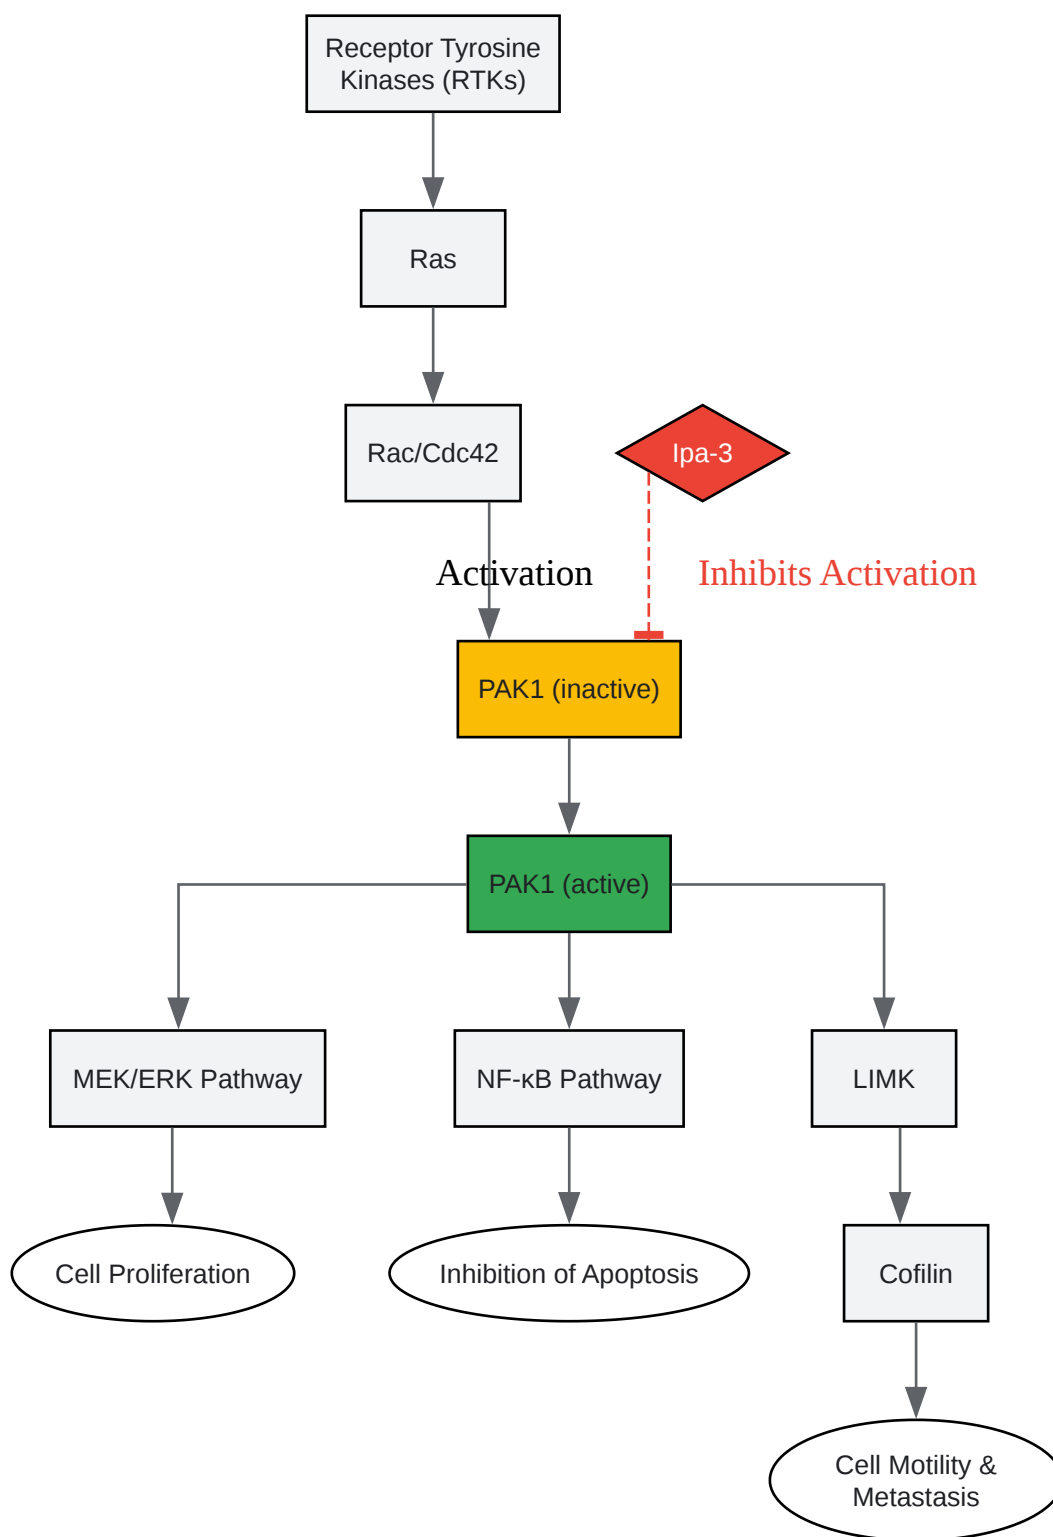 Receptor Tyrosine
Kinases (RTKs)
Ras
Rac/Cdc42
Ipa-3
Activation
Inhibits Activation
PAK1 (inactive)
PAK1 (active)
MEK/ERK Pathway
NF-κB Pathway
LIMK
Cell Proliferation
Inhibition of Apoptosis
Cofilin
Cell Motility &
Metastasis